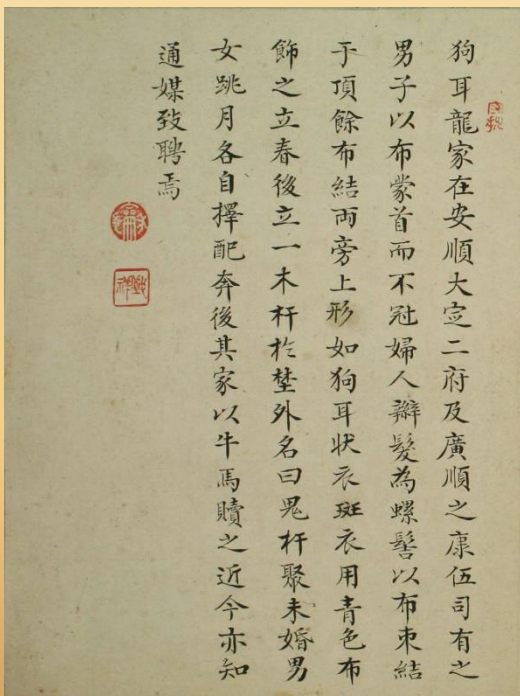 狗耳龍家在安順大㝎二府及廣順之康伍司有之
男子以布蒙首而不冠婦人辮髮為螺髻以布束結
于頂餘布結両旁上形如狗耳狀衣斑衣用青色布
飾之立春後立一木杆扵埜外名曰鬼杆聚未婚男
女跳月各自擇配奔後其家以牛馬贖之近今亦知
通媒致聘焉